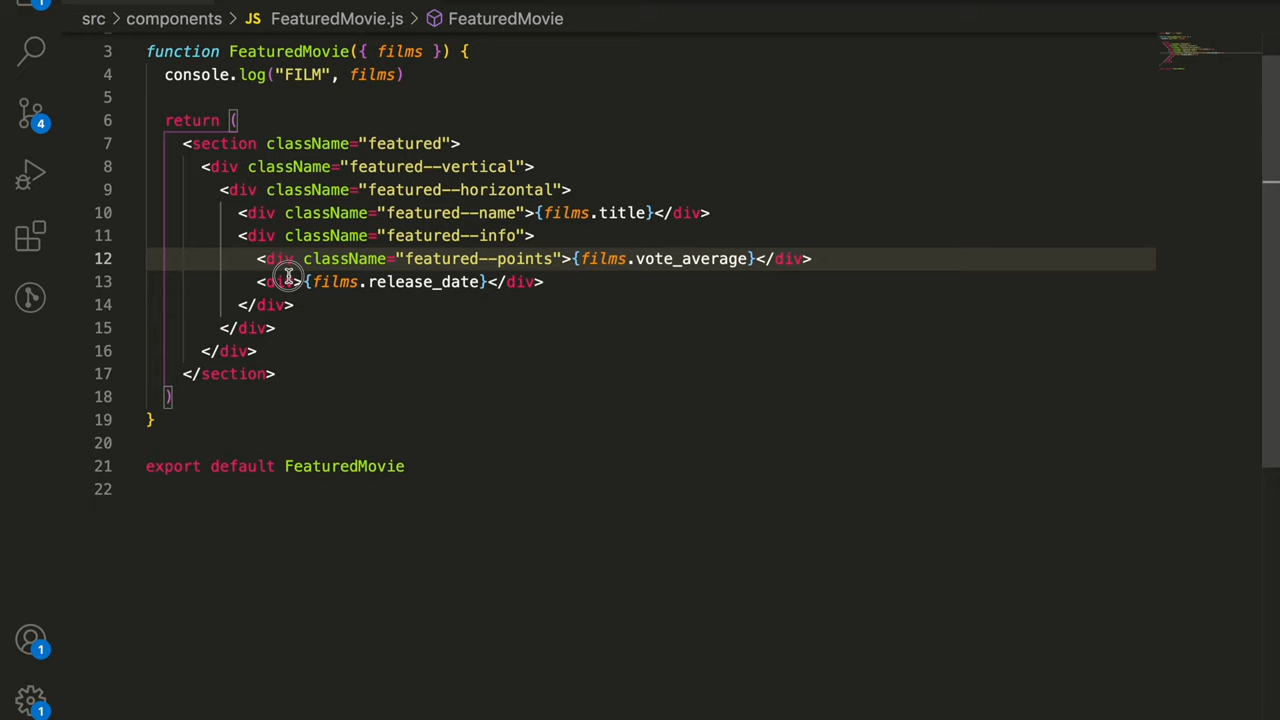 src > components > JS FeaturedMovie.js > FeaturedMovie
3 function FeaturedMovie({ films }) {
4 console.log("FILM", films)
5
6 return (
7 <section className="featured">
8 <div className="featured--vertical">
9 <div className="featured--horizontal">
10 <div className="featured--name">{films.title}</div>
11 <div className="featured--info">
12 <div className="featured--points">{films.vote_average}</div>
13 <div>{films.release_date}</div>
14 </div>
15 </div>
16 </div>
17 </section>
18 )
19 }
20
21 export default FeaturedMovie
22
4
1
1